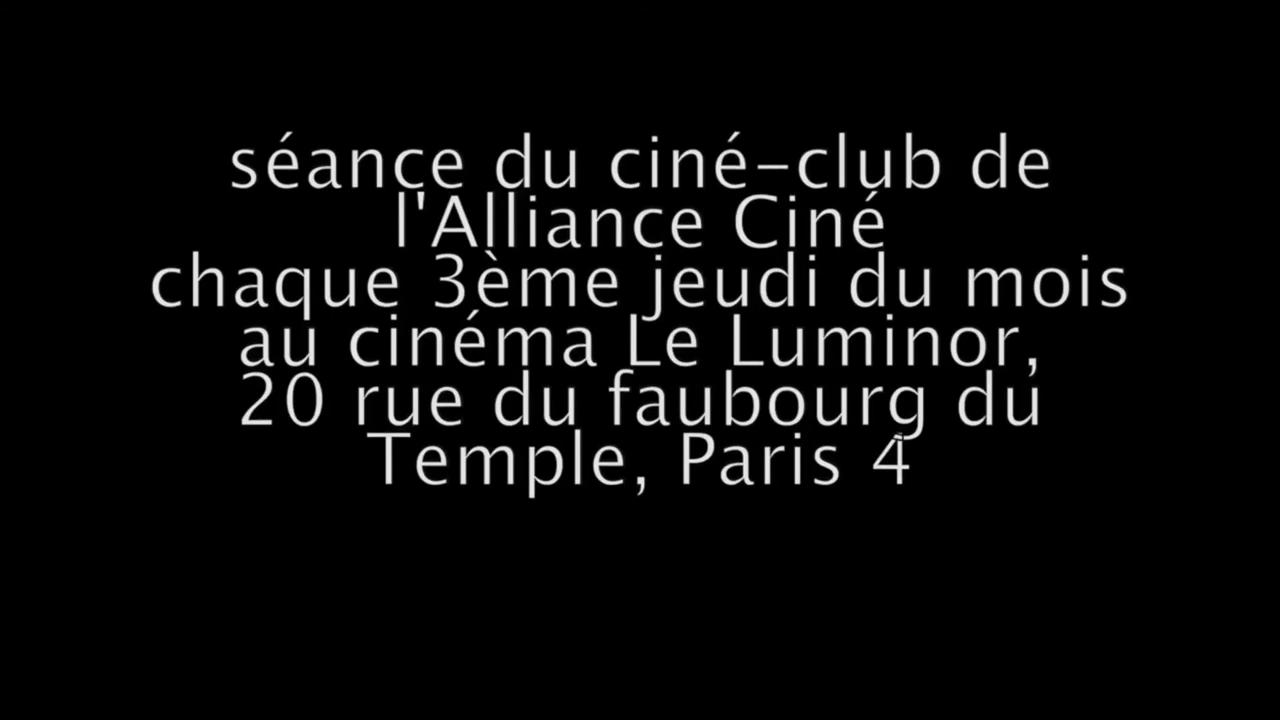 séance du ciné-club de
l'Alliance Ciné
chaque 3ème jeudi du mois
au cinéma Le Luminor,
20 rue du faubourg du
Temple, Paris 4